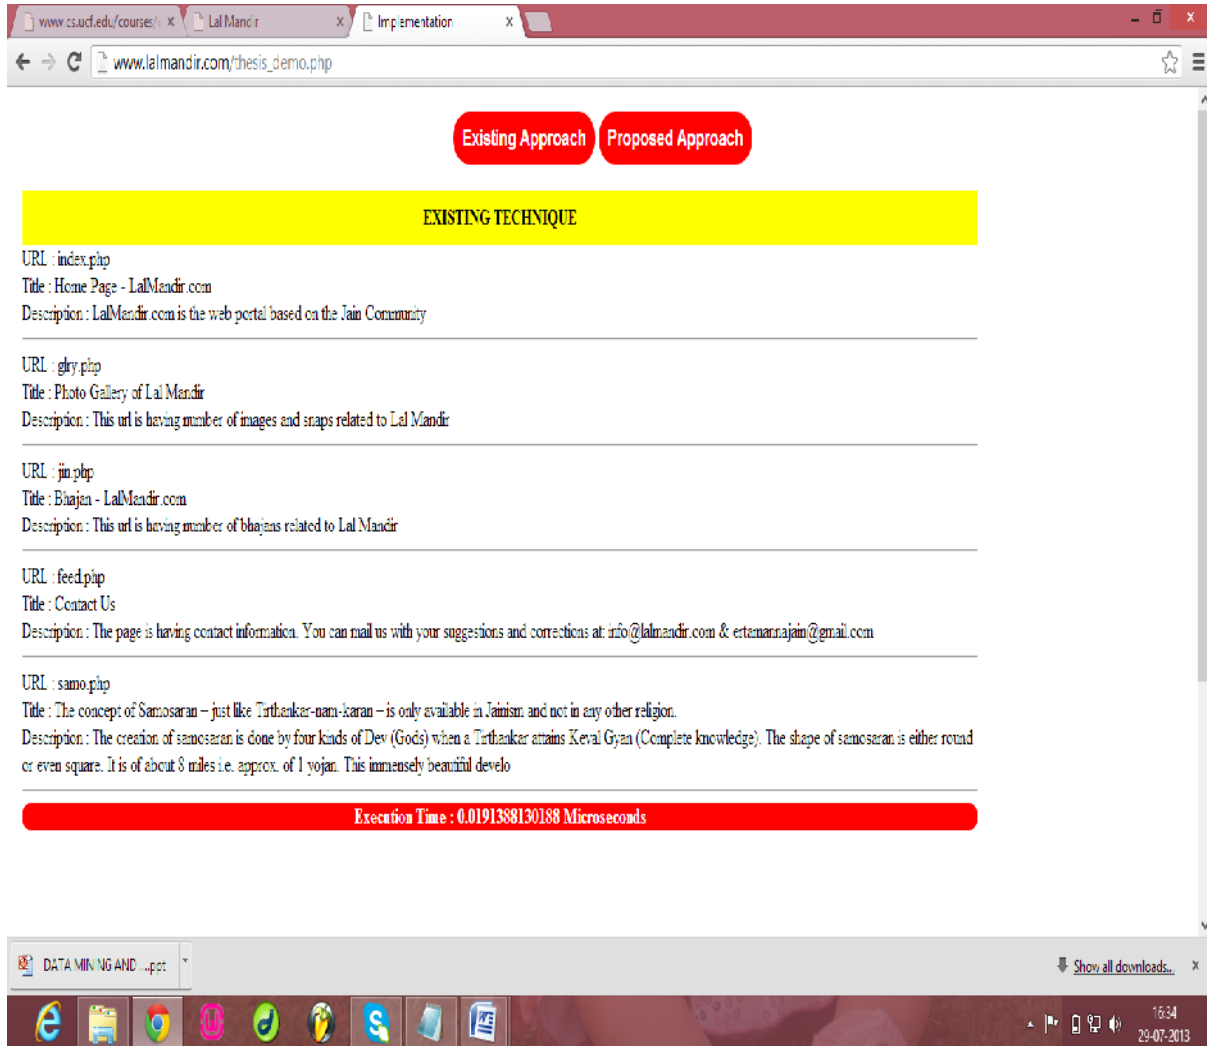 www.cs.ucf.edu/courses/c
Lal Mandir
Implementation
www.lalmandir.com/thesis_demo.php
Existing Approach Proposed Approach
EXISTING TECHNIQUE
URL : index.php
Title : Home Page - LalMandir.com
Description : LalMandir.com is the web portal based on the Jain Community
URL : glry.php
Title : Photo Gallery of Lal Mandir
Description : This url is having number of images and snaps related to Lal Mandir
URL : jin.php
Title : Bhajan - LalMandir.com
Description : This url is having number of bhajans related to Lal Mandir
URL : feed.php
Title : Contact Us
Description : The page is having contact information. You can mail us with your suggestions and corrections at: info@lalmandir.com & ertamannajain@gmail.com
URL : samo.php
Title : The concept of Samosaran – just like Tirthankar-nam-karan – is only available in Jainism and not in any other religion.
Description : The creation of samosaran is done by four kinds of Dev (Gods) when a Tirthankar attains Keval Gyan (Complete knowledge). The shape of samosaran is either round
or even square. It is of about 8 miles i.e. approx. of 1 yojan. This immensely beautiful develo
Execution Time : 0.0191388130188 Microseconds
DATA MINING AND ....ppt
Show all downloads...
16:34
29-07-2013